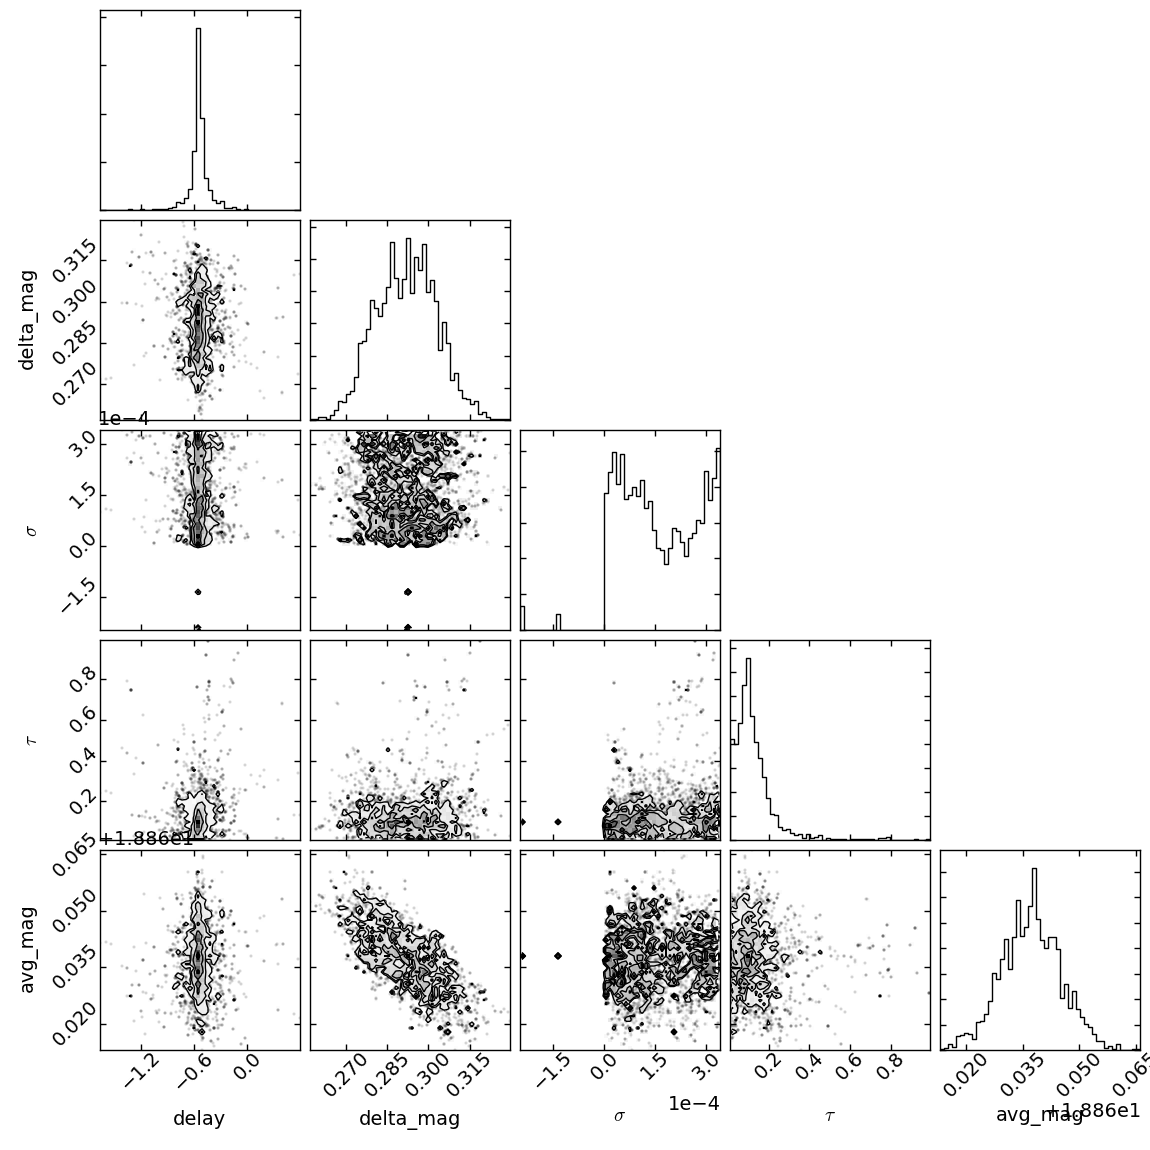 0.315
0.300
0.285
0.270
delta_mag
1e−4
3.0
1.5
0.0
−1.5
σ
0.8
0.6
0.4
0.2
τ
+1.886e1
0.065
0.050
0.035
0.020
avg_mag
−1.2 −0.6 0.0
0.270 0.285 0.300 0.315
−1.5 0.0 1.5 3.0
0.2 0.4 0.6 0.8
0.020 0.035 0.050 0.065
1e−4
+1.886e1
delay delta_mag σ τ avg_mag